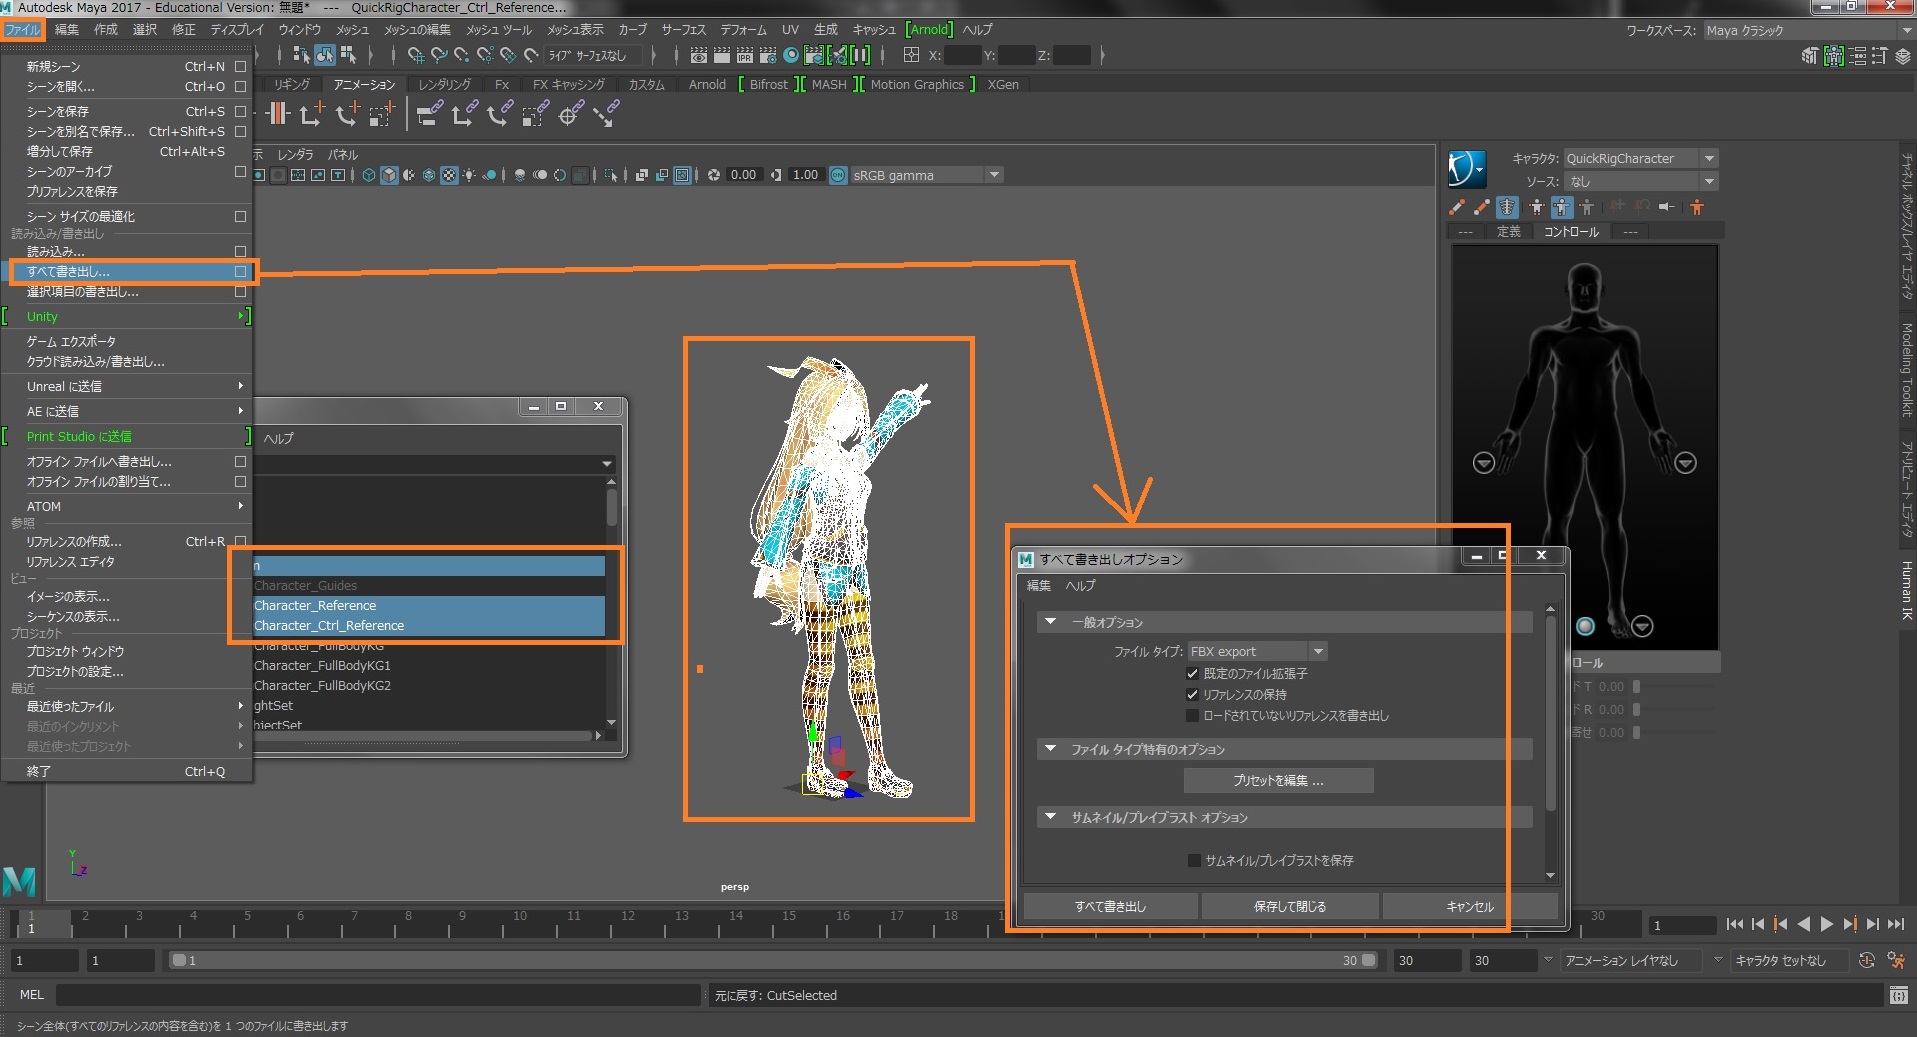 Autodesk Maya 2017 - Educational Version: 無題* --- QuickRigCharacter_Ctrl_Reference...
ファイル 編集 作成 選択 修正 ディスプレイ ウィンドウ メッシュ メッシュの編集 メッシュ ツール メッシュ表示 カーブ サーフェス デフォーム UV 生成 キャッシュ [Arnold] ヘルプ
ワークスペース: Maya クラシック
ライブ サーフェスなし X: Y: Z:
リギング アニメーション レンダリング Fx FX キャッシング カスタム Arnold [ Bifrost ][ MASH ][ Motion Graphics ] XGen
新規シーン Ctrl+N
シーンを開く... Ctrl+O
シーンを保存 Ctrl+S
シーンを別名で保存... Ctrl+Shift+S
増分して保存 Ctrl+Alt+S
シーンのアーカイブ
プリファレンスを保存
シーン サイズの最適化
読み込み/書き出し
読み込み...
すべて書き出し...
選択項目の書き出し...
[ Unity ]
ゲーム エクスポータ
クラウド読み込み/書き出し...
Unreal に送信
AE に送信
[ Print Studio に送信 ]
オフライン ファイルへ書き出し...
オフライン ファイルの割り当て...
ATOM
参照
リファレンスの作成... Ctrl+R
リファレンス エディタ
ビュー
イメージの表示...
シーケンスの表示...
プロジェクト
プロジェクト ウィンドウ
プロジェクトの設定...
最近
最近使ったファイル
最近のインクリメント
最近使ったプロジェクト
終了 Ctrl+Q
示 レンダラ パネル
IPR
0.00 1.00 ON sRGB gamma
ヘルプ
n
Character_Guides
Character_Reference
Character_Ctrl_Reference
Character_FullBodyKG
Character_FullBodyKG1
Character_FullBodyKG2
ghtSet
bjectSet
Y
Z
persp
キャラクタ: QuickRigCharacter
ソース: なし
--- 定義 コントロール ---
ロール
ド T 0.00
ド R 0.00
寄せ 0.00
チャネル ボックス/レイヤ エディタ
Modeling Toolkit
アトリビュート エディタ
Human IK
すべて書き出しオプション
編集 ヘルプ
一般オプション
ファイル タイプ: FBX export
既定のファイル拡張子
リファレンスの保持
ロードされていないリファレンスを書き出し
ファイル タイプ特有のオプション
プリセットを編集 ...
サムネイル/プレイブラスト オプション
サムネイル/プレイブラストを保存
すべて書き出し 保存して閉じる キャンセル
1 2 3 4 5 6 7 8 9 10 11 12 13 14 15 16 17 18 30
1 1
1 1 1 30 30 30 アニメーション レイヤなし キャラクタ セットなし
MEL 元に戻す: CutSelected
シーン全体(すべてのリファレンスの内容を含む)を 1 つのファイルに書き出します